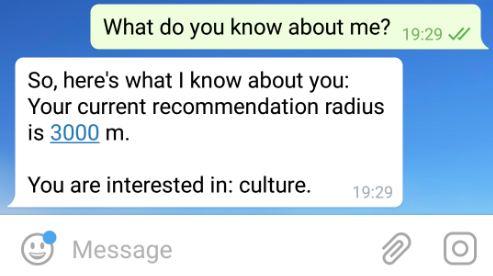 What do you know about me? 19:29
So, here's what I know about you:
Your current recommendation radius
is 3000 m.
You are interested in: culture. 19:29
Message